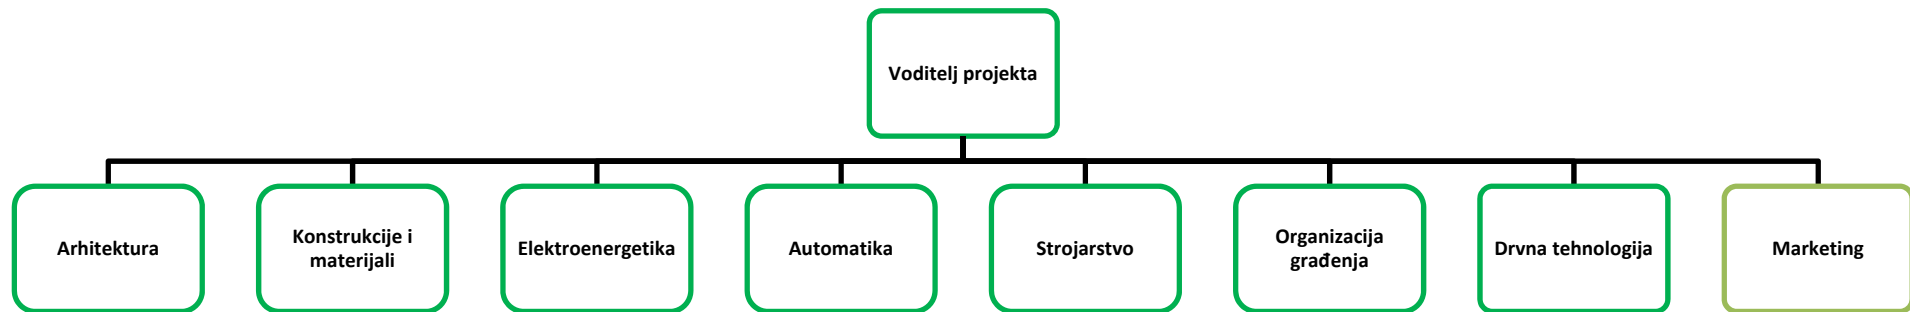 Voditelj projekta
Arhitektura
Konstrukcije i
materijali
Elektroenergetika
Automatika
Strojarstvo
Organizacija
građenja
Drvna tehnologija
Marketing